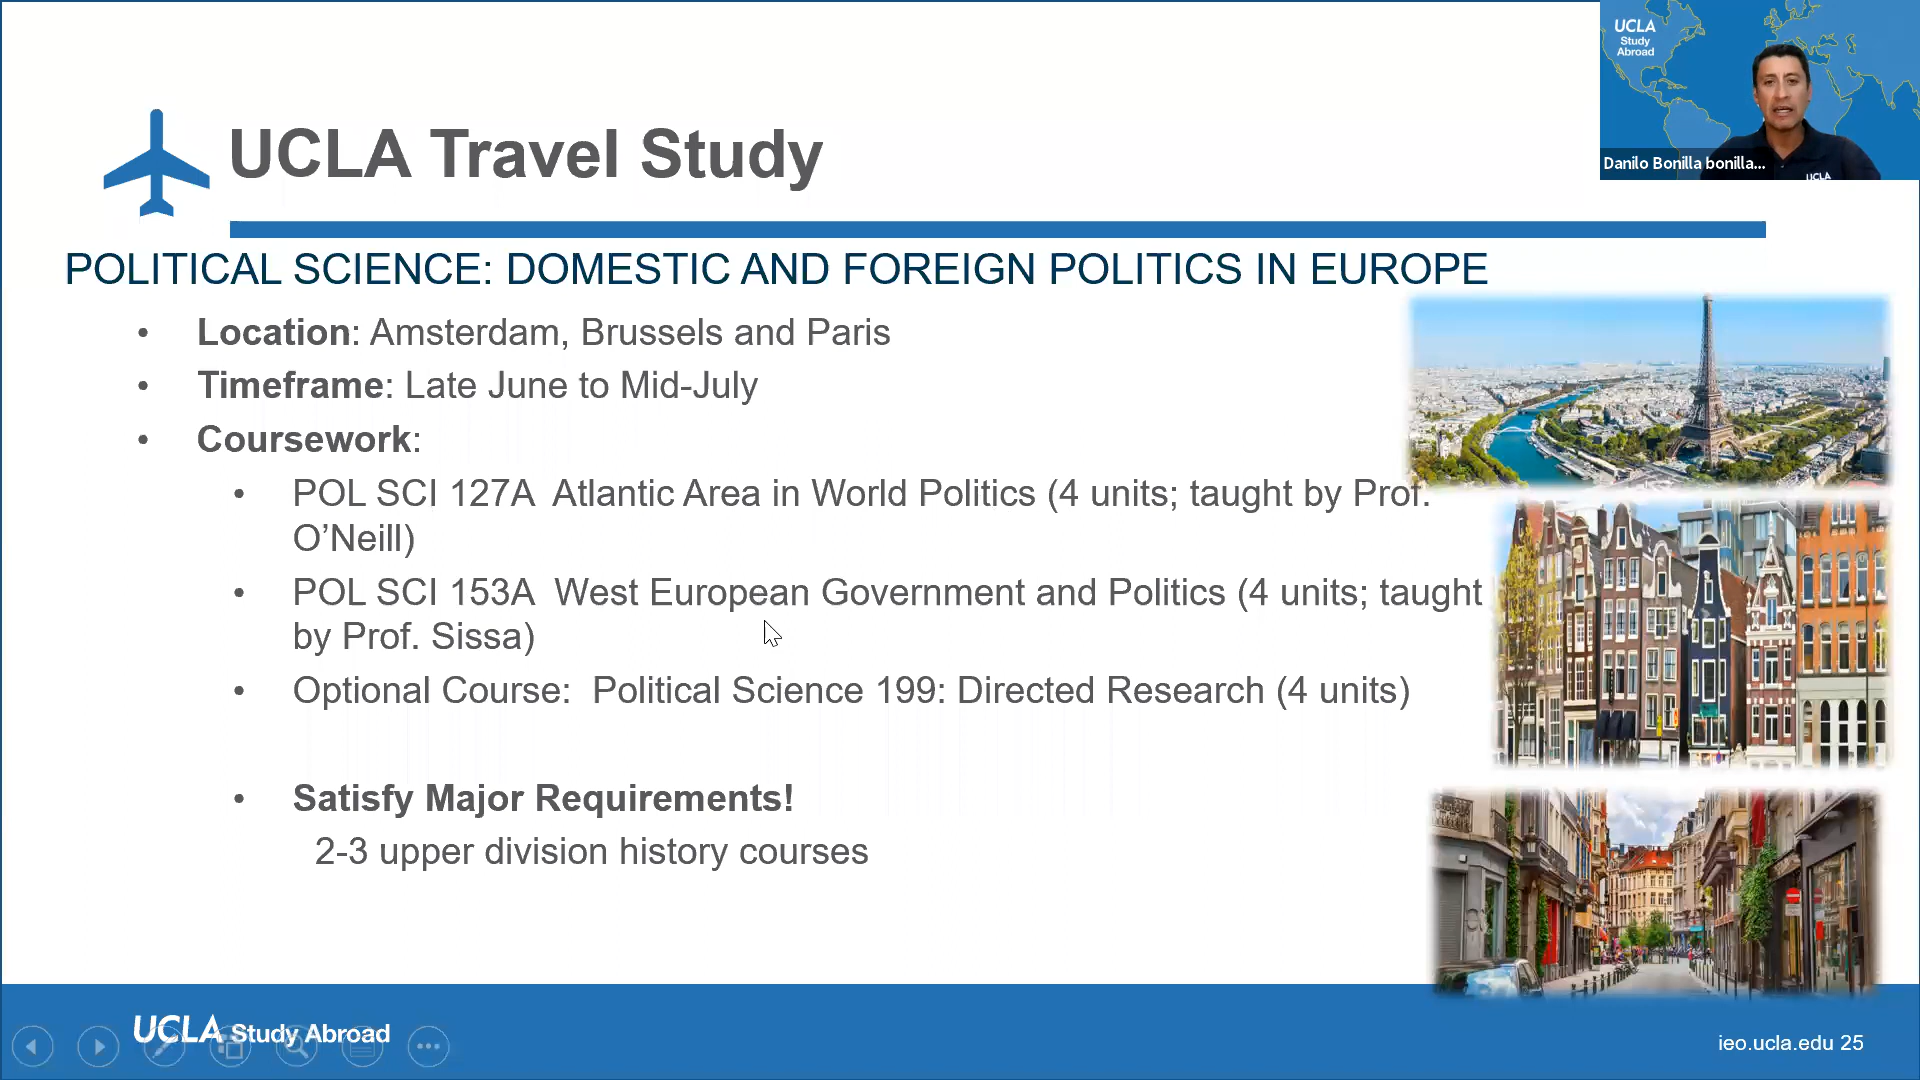 UCLA
Study
Abroad
Danilo Bonilla bonilla...
UCLA
UCLA Travel Study
POLITICAL SCIENCE: DOMESTIC AND FOREIGN POLITICS IN EUROPE
• Location: Amsterdam, Brussels and Paris
• Timeframe: Late June to Mid-July
• Coursework:
• POL SCI 127A Atlantic Area in World Politics (4 units; taught by Prof.
O’Neill)
• POL SCI 153A West European Government and Politics (4 units; taught
by Prof. Sissa)
• Optional Course: Political Science 199: Directed Research (4 units)
• Satisfy Major Requirements!
2-3 upper division history courses
UCLA Study Abroad
ieo.ucla.edu 25